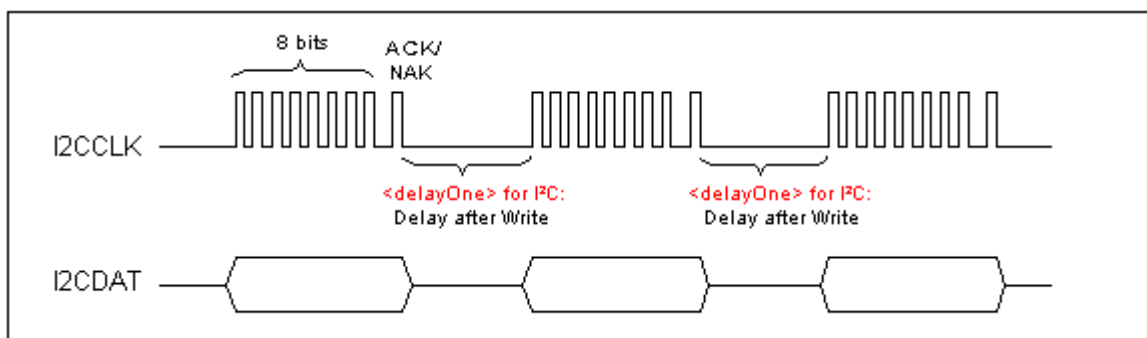 8 bits
ACK/
NAK
I2CCLK
<delayOne> for I²C:
Delay after Write
<delayOne> for I²C:
Delay after Write
I2CDAT